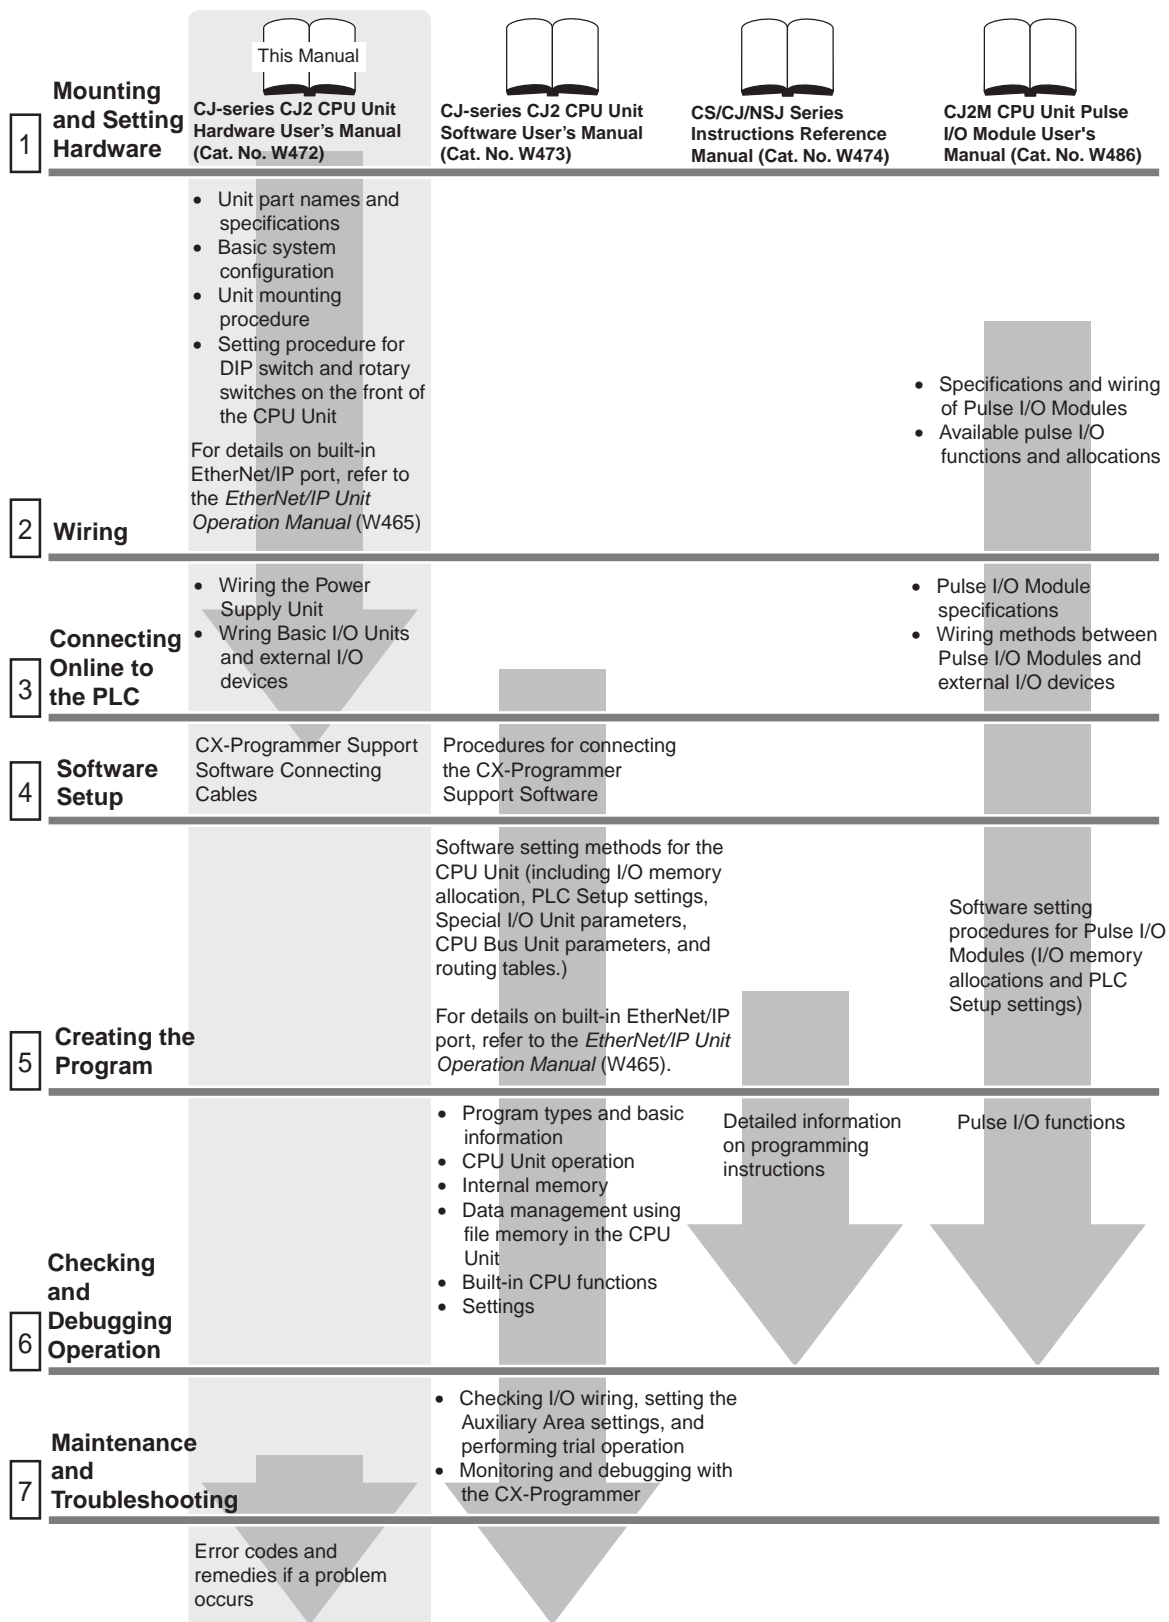 This Manual
1
Mounting
and Setting
Hardware
CJ-series CJ2 CPU Unit
Hardware User's Manual
(Cat. No. W472)
CJ-series CJ2 CPU Unit
Software User's Manual
(Cat. No. W473)
CS/CJ/NSJ Series
Instructions Reference
Manual (Cat. No. W474)
CJ2M CPU Unit Pulse
I/O Module User's
Manual (Cat. No. W486)
• Unit part names and
specifications
• Basic system
configuration
• Unit mounting
procedure
• Setting procedure for
DIP switch and rotary
switches on the front of
the CPU Unit
For details on built-in
EtherNet/IP port, refer to
the EtherNet/IP Unit
Operation Manual (W465)
• Specifications and wiring
of Pulse I/O Modules
• Available pulse I/O
functions and allocations
2
Wiring
• Wiring the Power
Supply Unit
• Wring Basic I/O Units
and external I/O
devices
• Pulse I/O Module
specifications
• Wiring methods between
Pulse I/O Modules and
external I/O devices
3
Connecting
Online to
the PLC
CX-Programmer Support
Software Connecting
Cables
Procedures for connecting
the CX-Programmer
Support Software
4
Software
Setup
Software setting methods for the
CPU Unit (including I/O memory
allocation, PLC Setup settings,
Special I/O Unit parameters,
CPU Bus Unit parameters, and
routing tables.)
For details on built-in EtherNet/IP
port, refer to the EtherNet/IP Unit
Operation Manual (W465).
Software setting
procedures for Pulse I/O
Modules (I/O memory
allocations and PLC
Setup settings)
5
Creating the
Program
• Program types and basic
information
• CPU Unit operation
• Internal memory
• Data management using
file memory in the CPU
Unit
• Built-in CPU functions
• Settings
Detailed information
on programming
instructions
Pulse I/O functions
6
Checking
and
Debugging
Operation
• Checking I/O wiring, setting the
Auxiliary Area settings, and
performing trial operation
• Monitoring and debugging with
the CX-Programmer
7
Maintenance
and
Troubleshooting
Error codes and
remedies if a problem
occurs